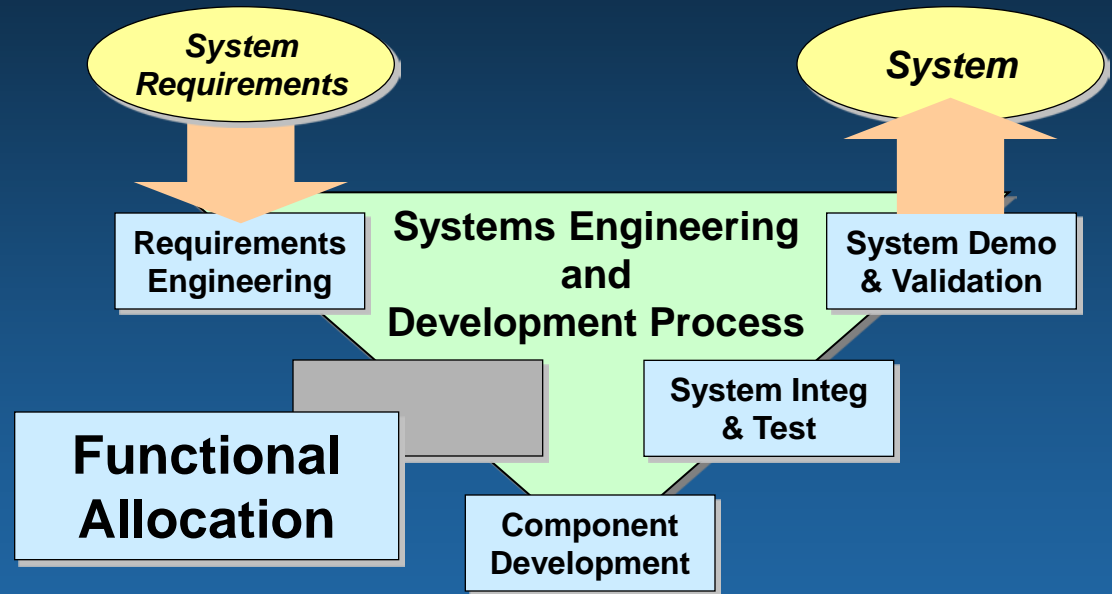 System
Requirements
System
Systems Engineering
and
Development Process
Requirements
Engineering
System Demo
& Validation
System Integ
& Test
Functional
Allocation
Component
Development